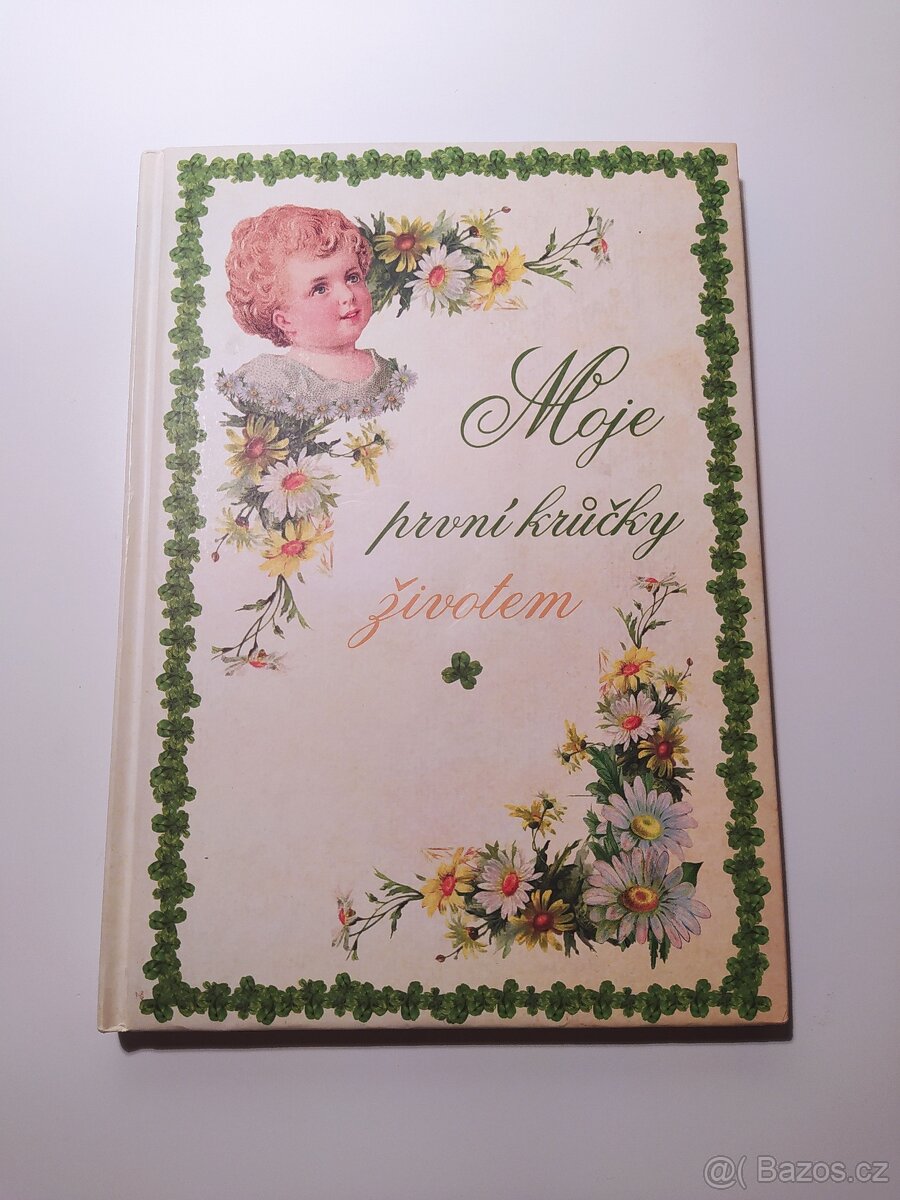 Moje
první krůčky
životem
@( Bazos.cz